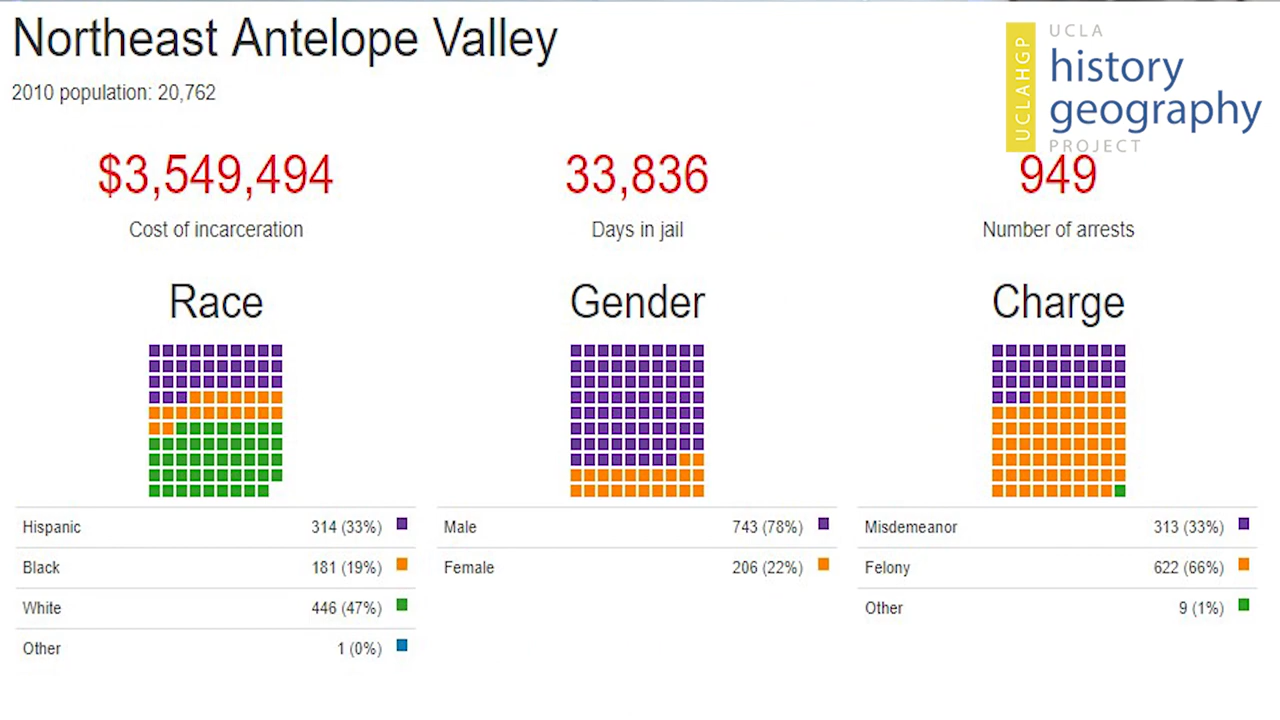 Northeast Antelope Valley
2010 population: 20,762
UCLAHGP
UCLA
history
geography
PROJECT
$3,549,494
Cost of incarceration
33,836
Days in jail
949
Number of arrests
Race
Hispanic 314 (33%)
Black 181 (19%)
White 446 (47%)
Other 1 (0%)
Gender
Male 743 (78%)
Female 206 (22%)
Charge
Misdemeanor 313 (33%)
Felony 622 (66%)
Other 9 (1%)